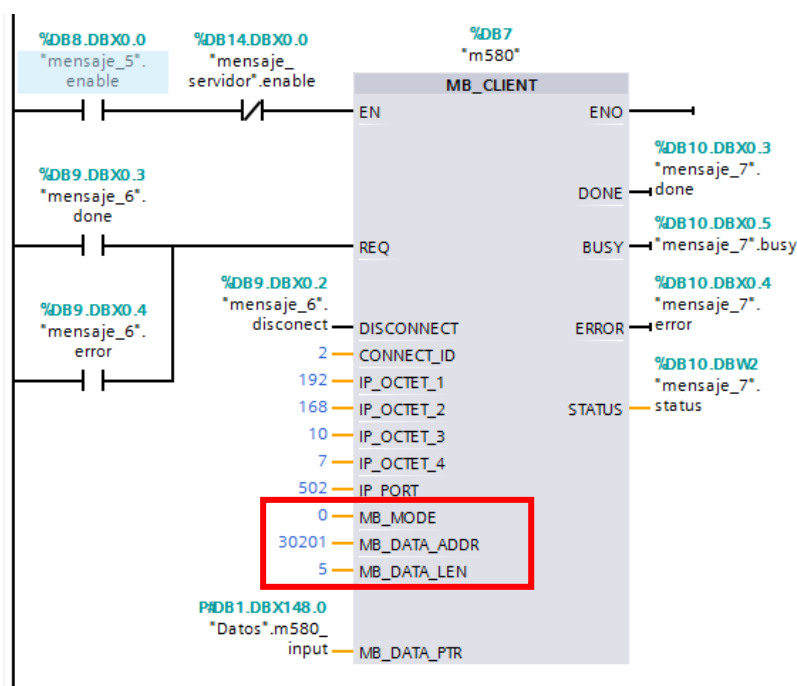 %DB8.DBX0.0
"mensaje_5".
enable
%DB14.DBX0.0
"mensaje_
servidor".enable
%DB7
"m580"
MB_CLIENT
EN
ENO
%DB9.DBX0.3
"mensaje_6".
done
REQ
%DB9.DBX0.4
"mensaje_6".
error
%DB9.DBX0.2
"mensaje_6".
disconect
DISCONNECT
2
CONNECT_ID
192
IP_OCTET_1
168
IP_OCTET_2
10
IP_OCTET_3
7
IP_OCTET_4
502
IP_PORT
0
MB_MODE
30201
MB_DATA_ADDR
5
MB_DATA_LEN
P#DB1.DBX148.0
"Datos".m580_
input
MB_DATA_PTR
DONE
%DB10.DBX0.3
"mensaje_7".
done
BUSY
%DB10.DBX0.5
"mensaje_7".busy
ERROR
%DB10.DBX0.4
"mensaje_7".
error
STATUS
%DB10.DBW2
"mensaje_7".
status